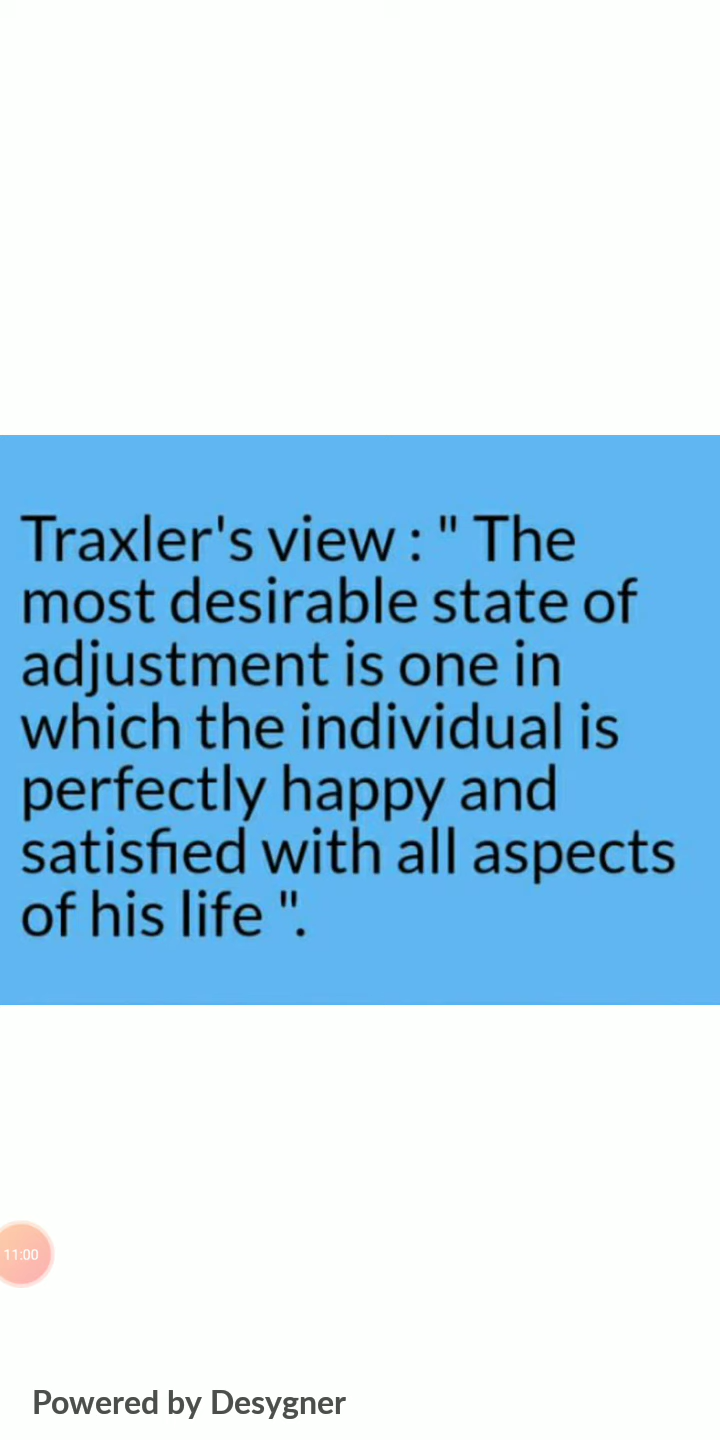 Traxler's view : " The
most desirable state of
adjustment is one in
which the individual is
perfectly happy and
satisfied with all aspects
of his life ".
11:00
Powered by Desygner